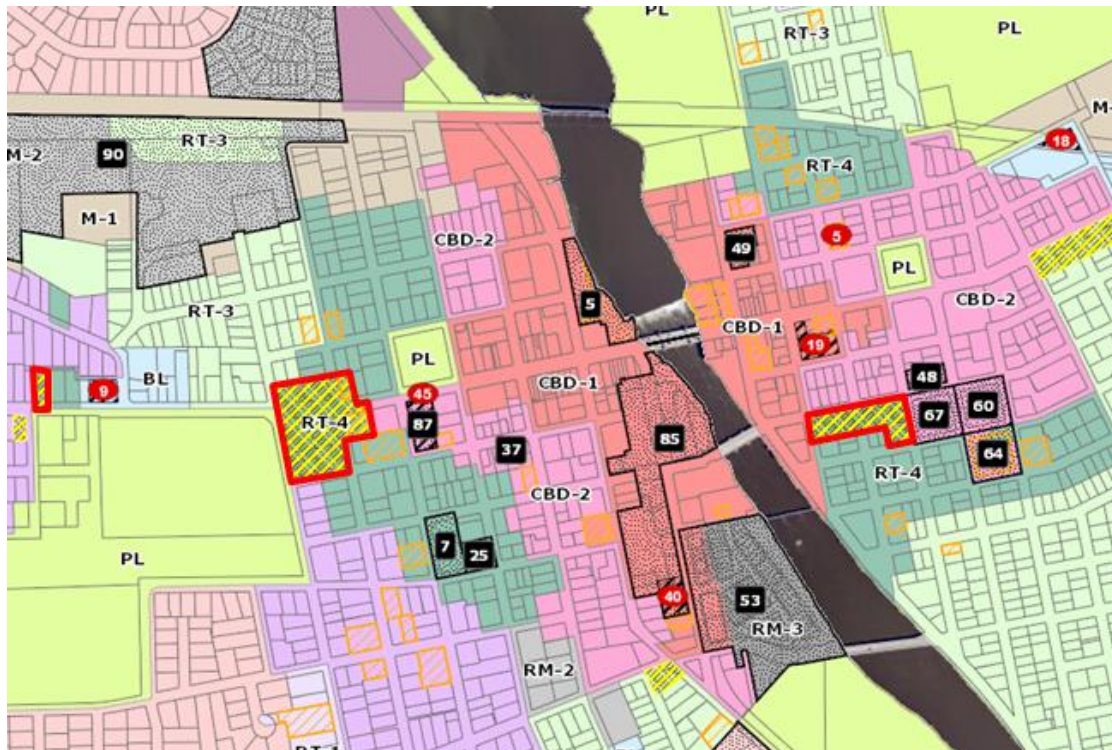 PL
RT-3
PL
M-
18
M-2
90
RT-3
RT-4
M-1
CBD-2
49
5
PL
CBD-2
RT-3
5
CBD-1
19
PL
BL
9
CBD-1
45
48
RT-4
87
67
60
37
85
64
RT-4
CBD-2
7
25
PL
40
53
RM-3
RM-2